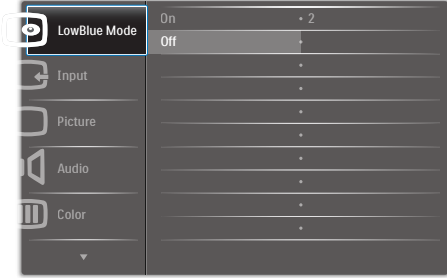 LowBlue Mode
On
• 2
Off
•
Input
•
•
Picture
•
•
Audio
•
•
Color
•
•
▼